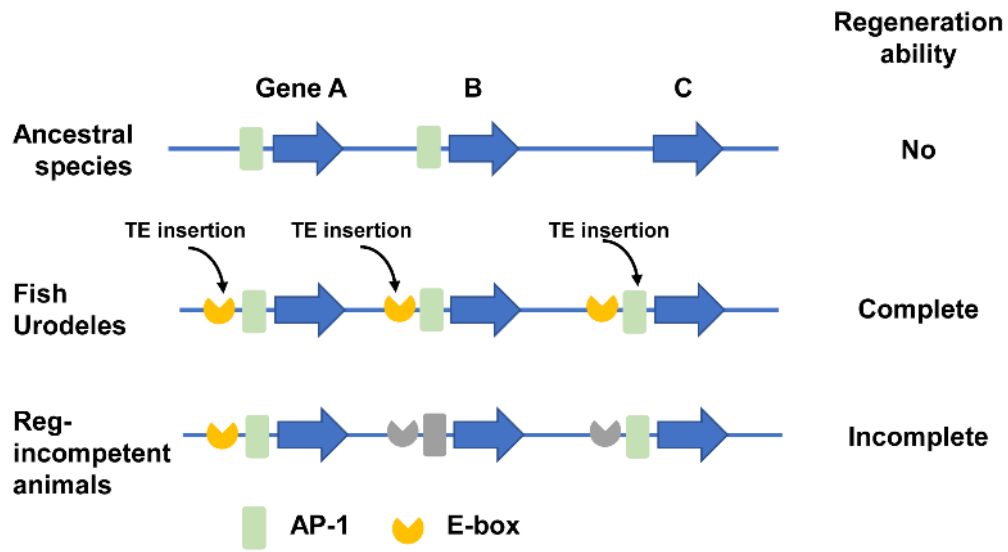 Regeneration
ability
Gene A B C
Ancestral
species
No
TE insertion TE insertion TE insertion
Fish
Urodeles
Complete
Reg-
incompetent
animals
Incomplete
AP-1 E-box